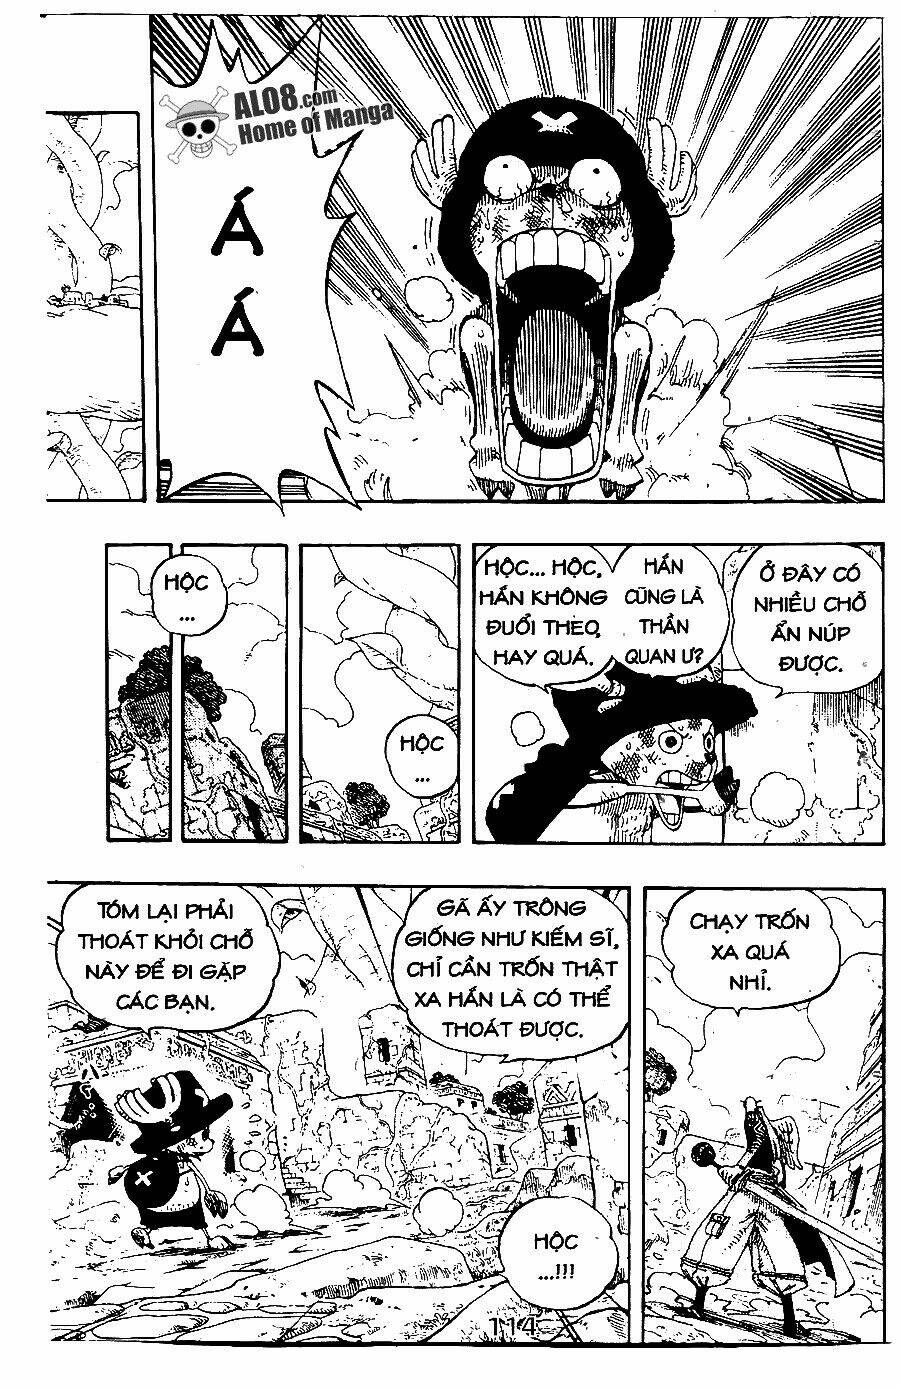 AL08.com
Home of Manga
Á
Á
Ở ĐÂY CÓ
NHIỀU CHỖ
ẨN NÚP
ĐƯỢC.
HẮN
CŨNG LÀ
THẦN
QUAN Ư?
HỘC... HỘC.
HẮN KHÔNG
ĐUỔI THEO.
HAY QUÁ.
HỘC
...
HỘC
...
CHẠY TRỐN
XA QUÁ
NHỈ.
GÃ ẤY TRÔNG
GIỐNG NHƯ KIẾM SĨ,
CHỈ CẦN TRỐN THẬT
XA HẮN LÀ CÓ THỂ
THOÁT ĐƯỢC.
HỘC
...!!!
TÓM LẠI PHẢI
THOÁT KHỎI CHỖ
NÀY ĐỂ ĐI GẶP
CÁC BẠN.
114